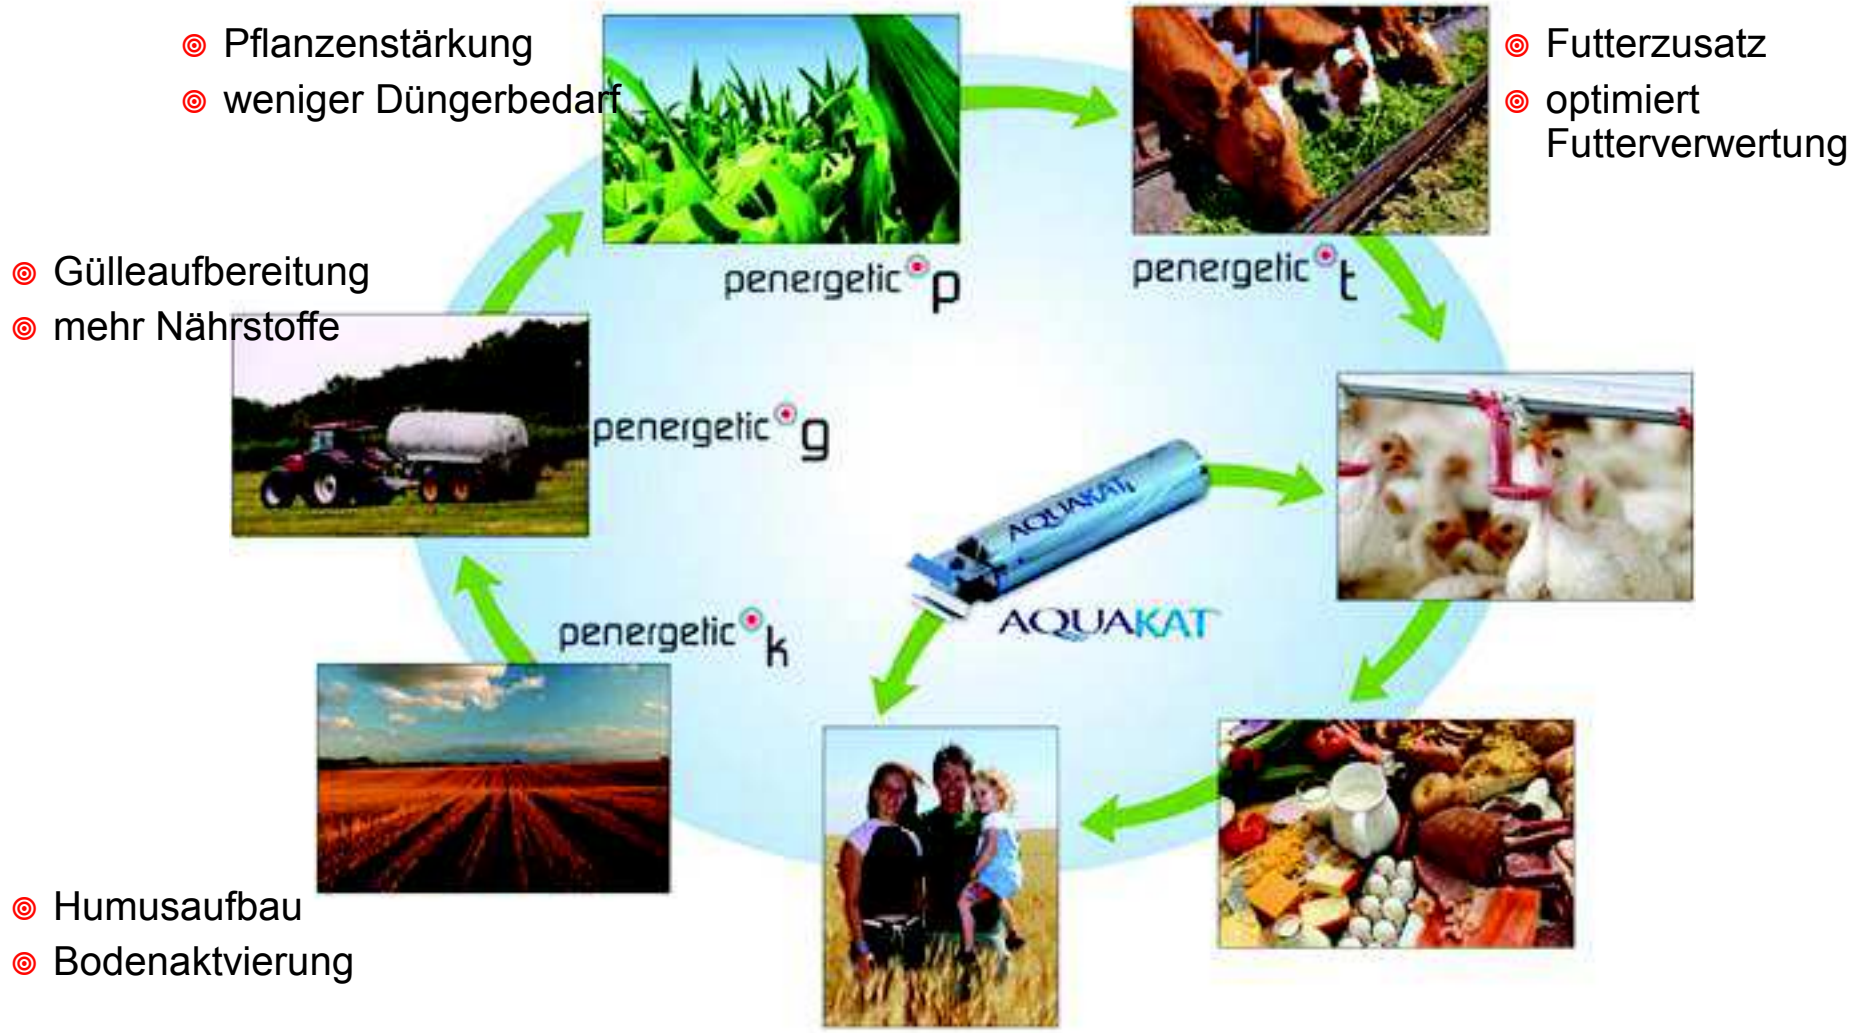 Pflanzenstärkung
weniger Düngerbedarf
Futterzusatz
optimiert
Futterverwertung
penergetic p
penergetic t
Gülleaufbereitung
mehr Nährstoffe
penergetic g
AQUAKAT
AQUAKAT
penergetic k
Humusaufbau
Bodenaktvierung